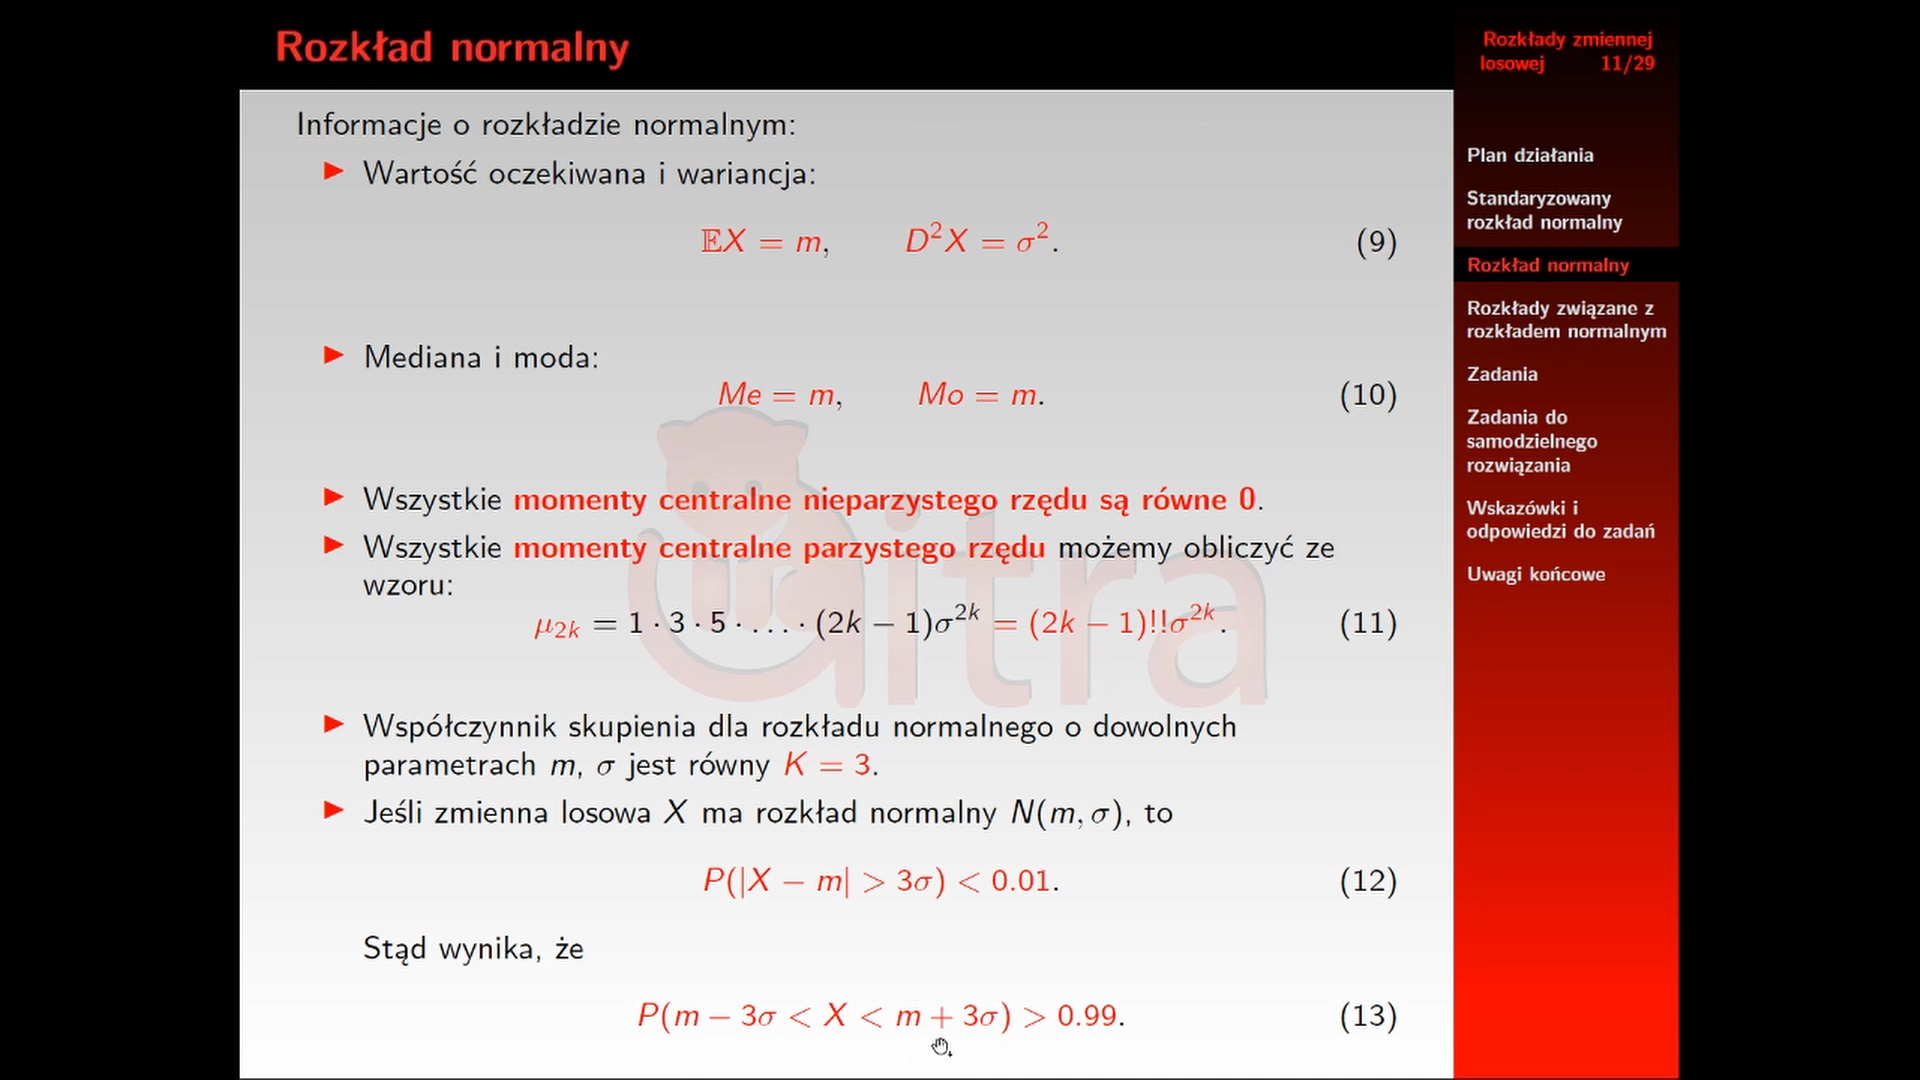 Rozkład normalny
Informacje o rozkładzie normalnym:
Wartość oczekiwana i wariancja:
𝔼X = m, D²X = σ². (9)
Mediana i moda:
Me = m, Mo = m. (10)
Wszystkie momenty centralne nieparzystego rzędu są równe 0.
Wszystkie momenty centralne parzystego rzędu możemy obliczyć ze
wzoru:
μ₂ₖ = 1 · 3 · 5 · … · (2k − 1)σ²ᵏ = (2k − 1)!!σ²ᵏ. (11)
Współczynnik skupienia dla rozkładu normalnego o dowolnych
parametrach m, σ jest równy K = 3.
Jeśli zmienna losowa X ma rozkład normalny N(m, σ), to
P(|X − m| > 3σ) < 0.01. (12)
Stąd wynika, że
P(m − 3σ < X < m + 3σ) > 0.99. (13)
Rozkłady zmiennej
losowej 11/29
Plan działania
Standaryzowany
rozkład normalny
Rozkład normalny
Rozkłady związane z
rozkładem normalnym
Zadania
Zadania do
samodzielnego
rozwiązania
Wskazówki i
odpowiedzi do zadań
Uwagi końcowe